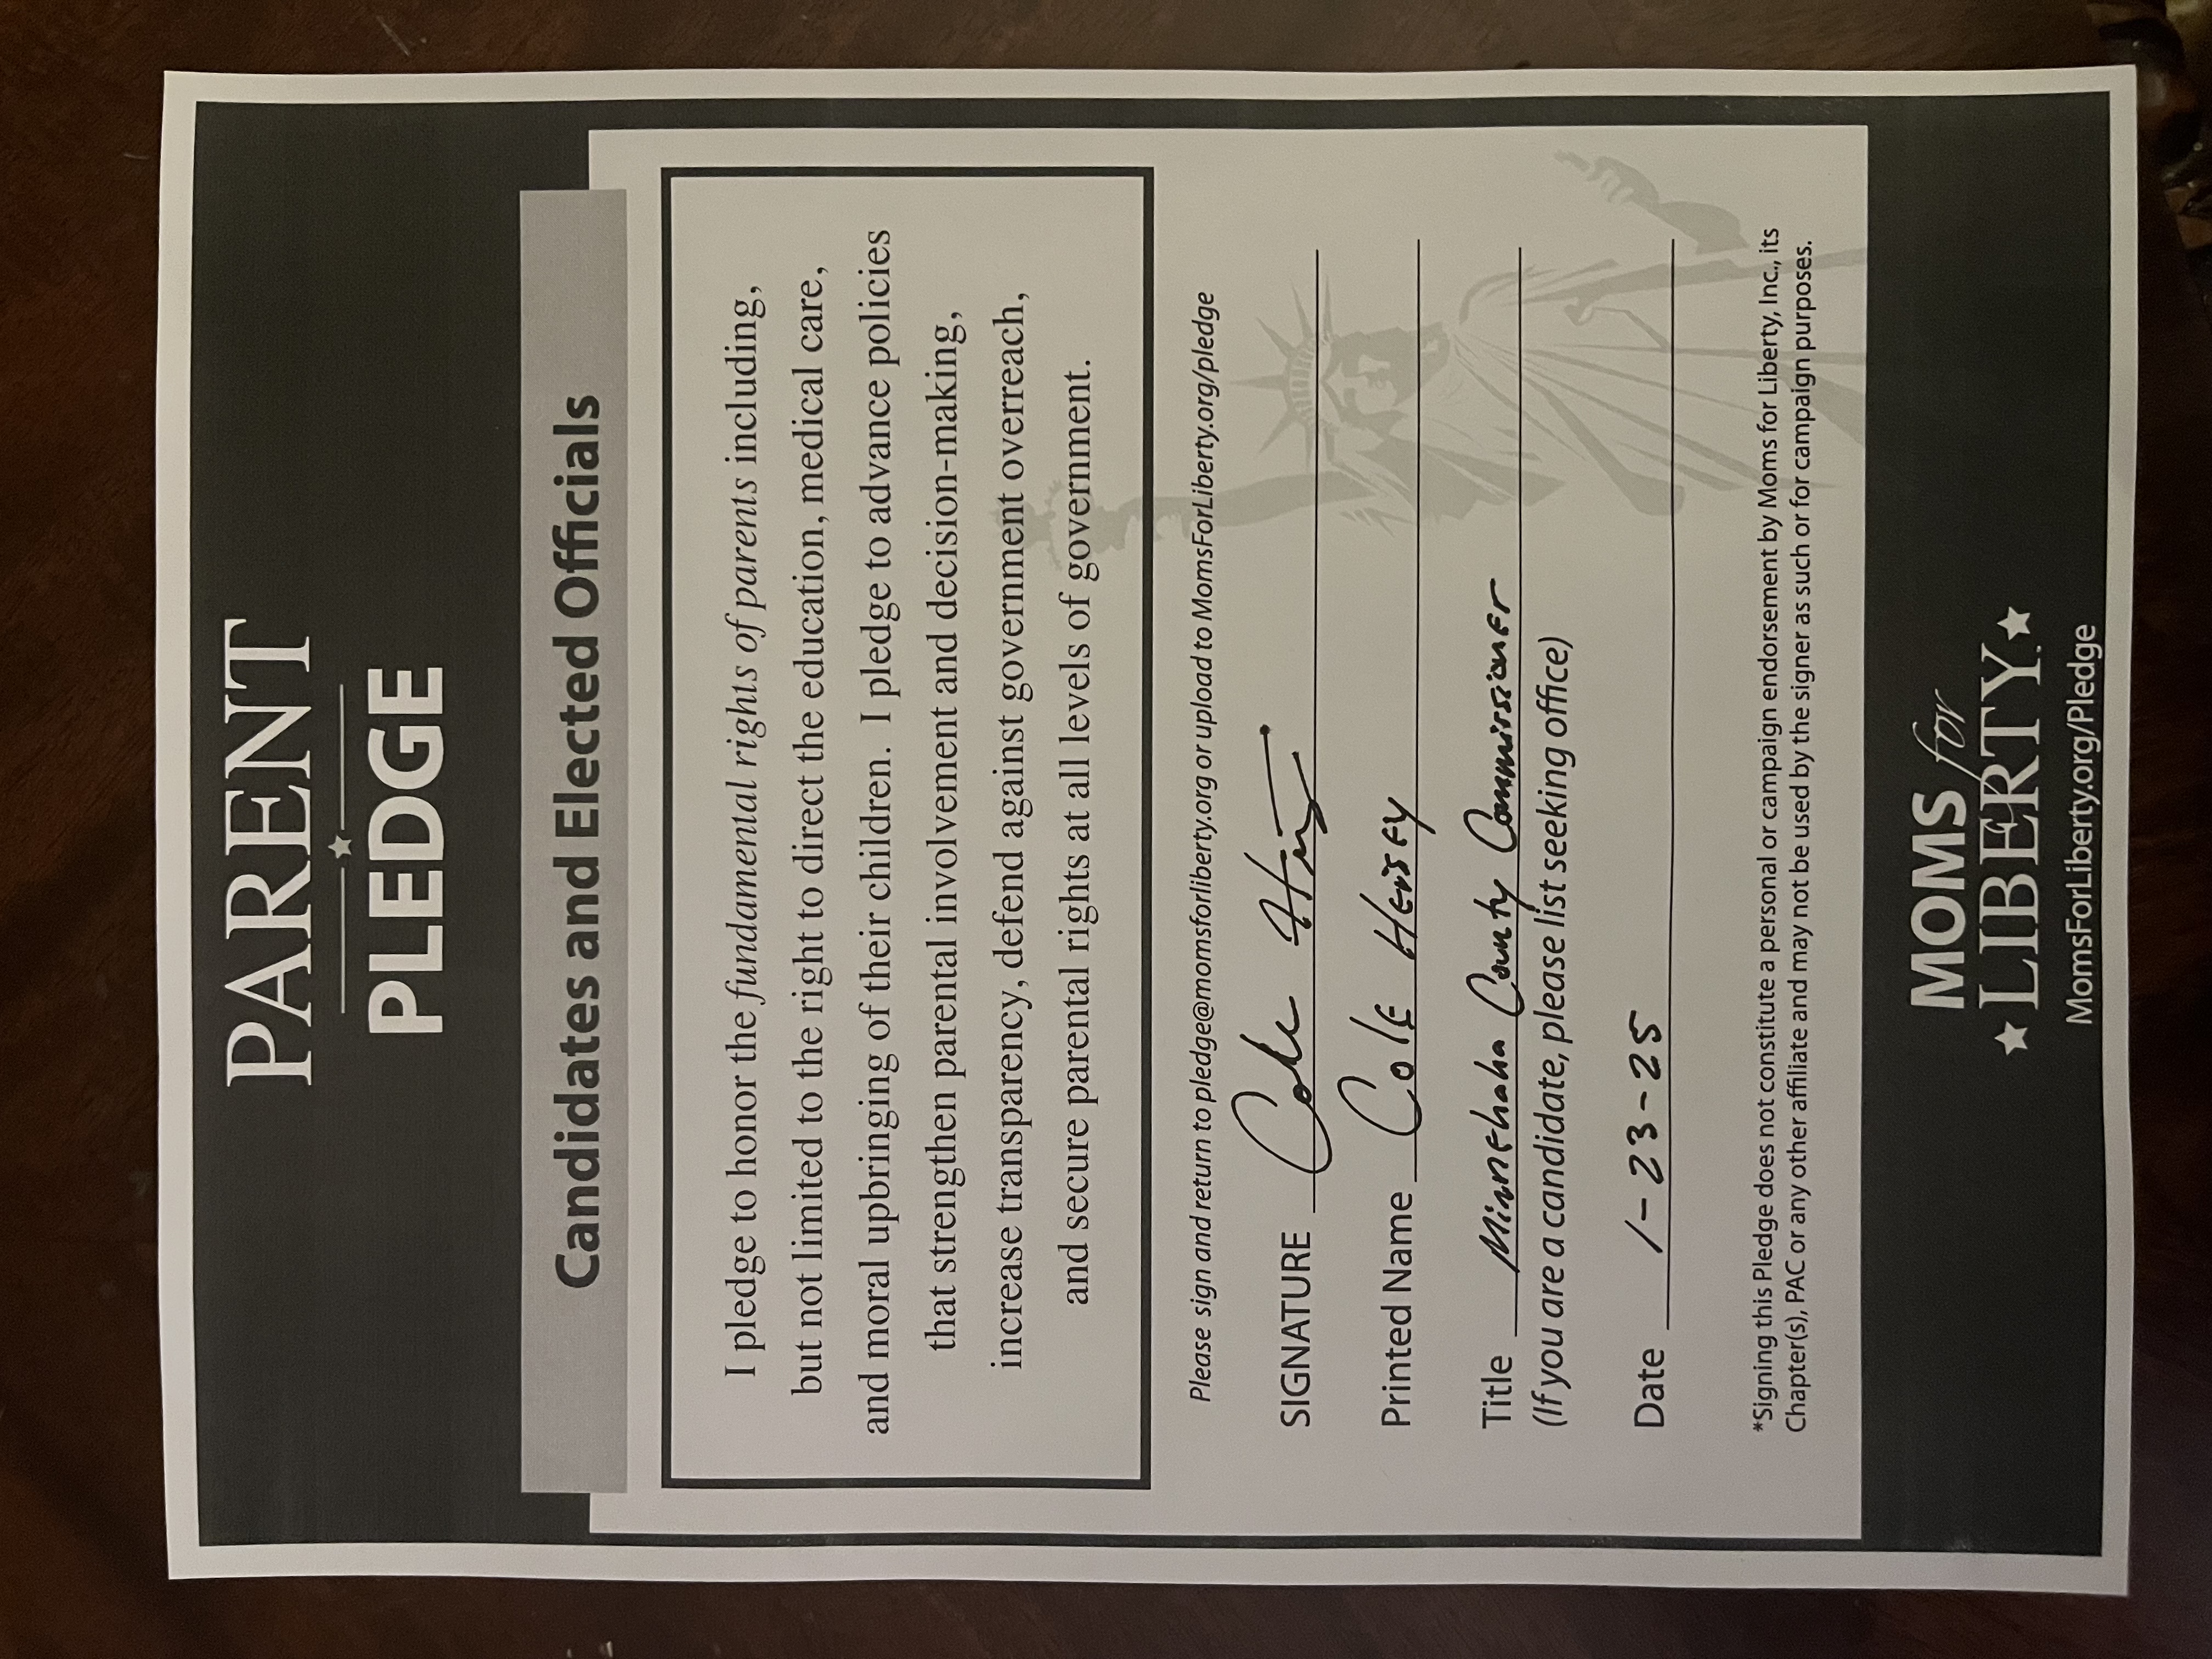 PARENT
PLEDGE
Candidates and Elected Officials
I pledge to honor the fundamental rights of parents including,
but not limited to the right to direct the education, medical care,
and moral upbringing of their children. I pledge to advance policies
that strengthen parental involvement and decision-making,
increase transparency, defend against government overreach,
and secure parental rights at all levels of government.
Please sign and return to pledge@momsforliberty.org or upload to MomsForLiberty.org/pledge
SIGNATURE Cole
Printed Name Cole Heisey
Title Minnehaha County Commissioner
(If you are a candidate, please list seeking office)
Date 1-23-25
*Signing this Pledge does not constitute a personal or campaign endorsement by Moms for Liberty, Inc., its
Chapter(s), PAC or any other affiliate and may not be used by the signer as such or for campaign purposes.
MOMS for
LIBERTY
MomsForLiberty.org/Pledge